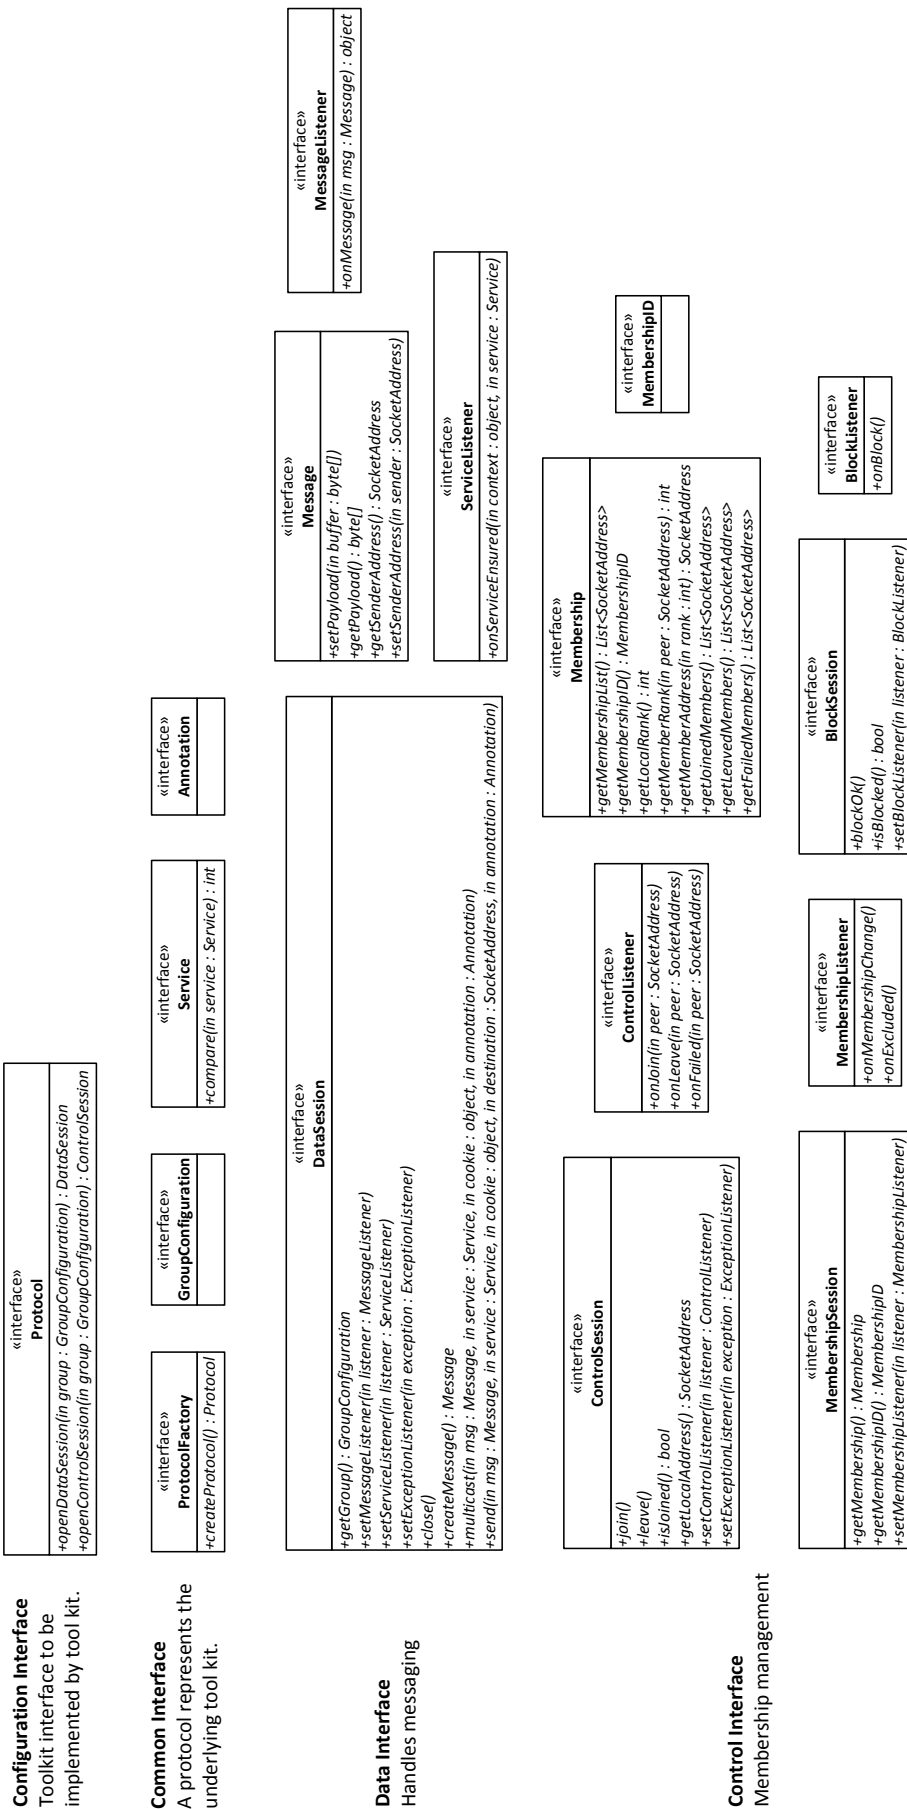 Configuration Interface
Toolkit interface to be
implemented by tool kit.
«interface»
Protocol
+openDataSession(in group : GroupConfiguration) : DataSession
+openControlSession(in group : GroupConfiguration) : ControlSession
Common Interface
A protocol represents the
underlying tool kit.
«interface»
ProtocolFactory
+createProtocol() : Protocol
«interface»
GroupConfiguration
«interface»
Service
+compare(in service : Service) : int
«interface»
Annotation
Data Interface
Handles messaging
«interface»
DataSession
+getGroup() : GroupConfiguration
+setMessageListener(in listener : MessageListener)
+setServiceListener(in listener : ServiceListener)
+setExceptionListener(in exception : ExceptionListener)
+close()
+createMessage() : Message
+multicast(in msg : Message, in service : Service, in cookie : object, in annotation : Annotation)
+send(in msg : Message, in service : Service, in cookie : object, in destination : SocketAddress, in annotation : Annotation)
«interface»
Message
+setPayload(in buffer : byte[])
+getPayload() : byte[]
+getSenderAddress() : SocketAddress
+setSenderAddress(in sender : SocketAddress)
«interface»
MessageListener
+onMessage(in msg : Message) : object
«interface»
ServiceListener
+onServiceEnsured(in context : object, in service : Service)
Control Interface
Membership management
«interface»
ControlSession
+join()
+leave()
+isJoined() : bool
+getLocalAddress() : SocketAddress
+setControlListener(in listener : ControlListener)
+setExceptionListener(in exception : ExceptionListener)
«interface»
ControlListener
+onJoin(in peer : SocketAddress)
+onLeave(in peer : SocketAddress)
+onFailed(in peer : SocketAddress)
«interface»
Membership
+getMembershipList() : List<SocketAddress>
+getMembershipID() : MembershipID
+getLocalRank() : int
+getMemberRank(in peer : SocketAddress) : int
+getMemberAddress(in rank : int) : SocketAddress
+getJoinedMembers() : List<SocketAddress>
+getLeavedMembers() : List<SocketAddress>
+getFailedMembers() : List<SocketAddress>
«interface»
MembershipID
«interface»
MembershipSession
+getMembership() : Membership
+getMembershipID() : MembershipID
+setMembershipListener(in listener : MembershipListener)
«interface»
MembershipListener
+onMembershipChange()
+onExcluded()
«interface»
BlockSession
+blockOk()
+isBlocked() : bool
+setBlockListener(in listener : BlockListener)
«interface»
BlockListener
+onBlock()